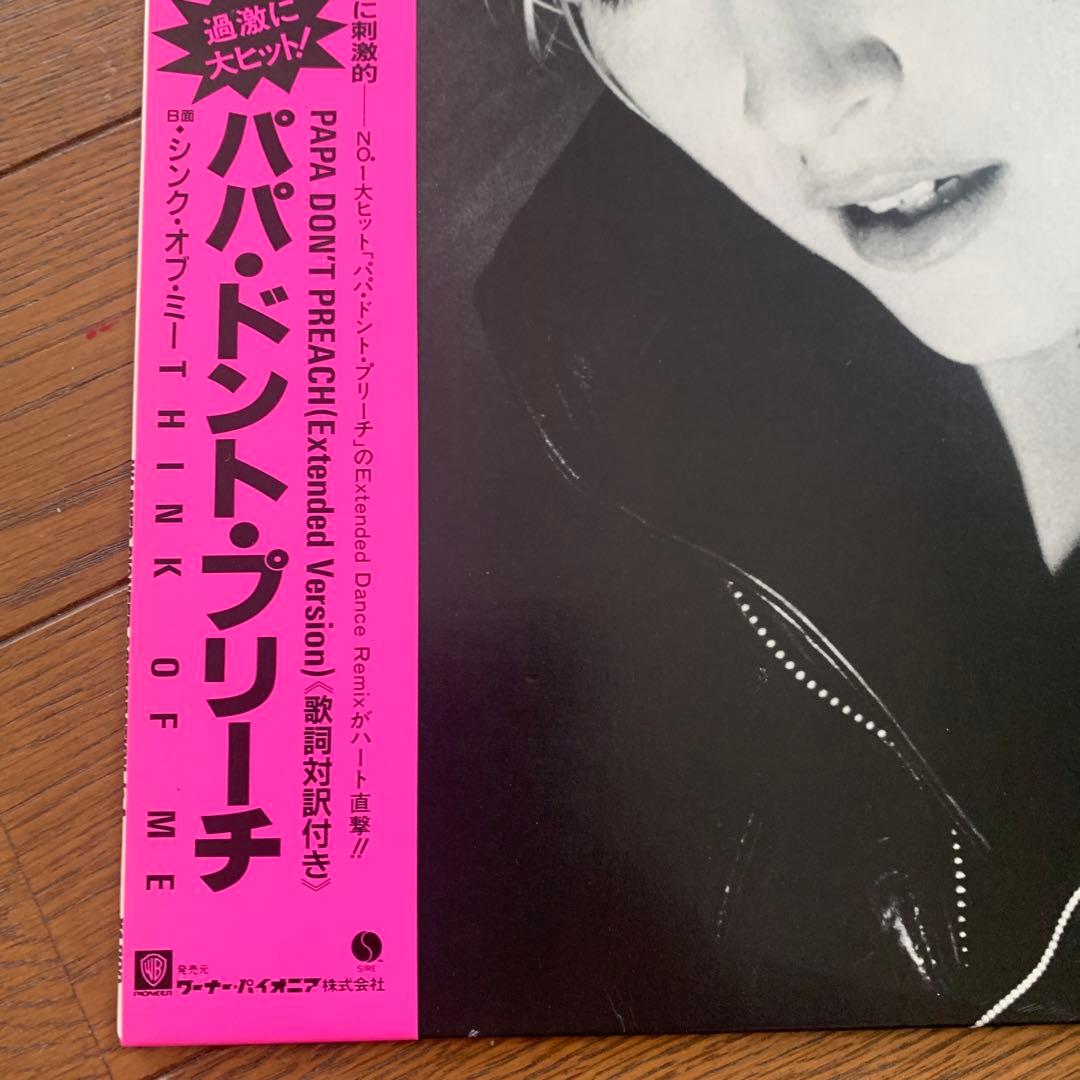 に刺激的——NO.1大ヒット「パパ・ドント・プリーチ」のExtended Dance Remixがハート直撃!!
PAPA DON'T PREACH(Extended Version)《歌詞対訳付き》
過激に
大ヒット!
パパ・ドント・プリーチ
B面・シンク・オブ・ミー THINK OF ME
WB
PIONEER
発売元
ワーナー・パイオニア株式会社
SIRE